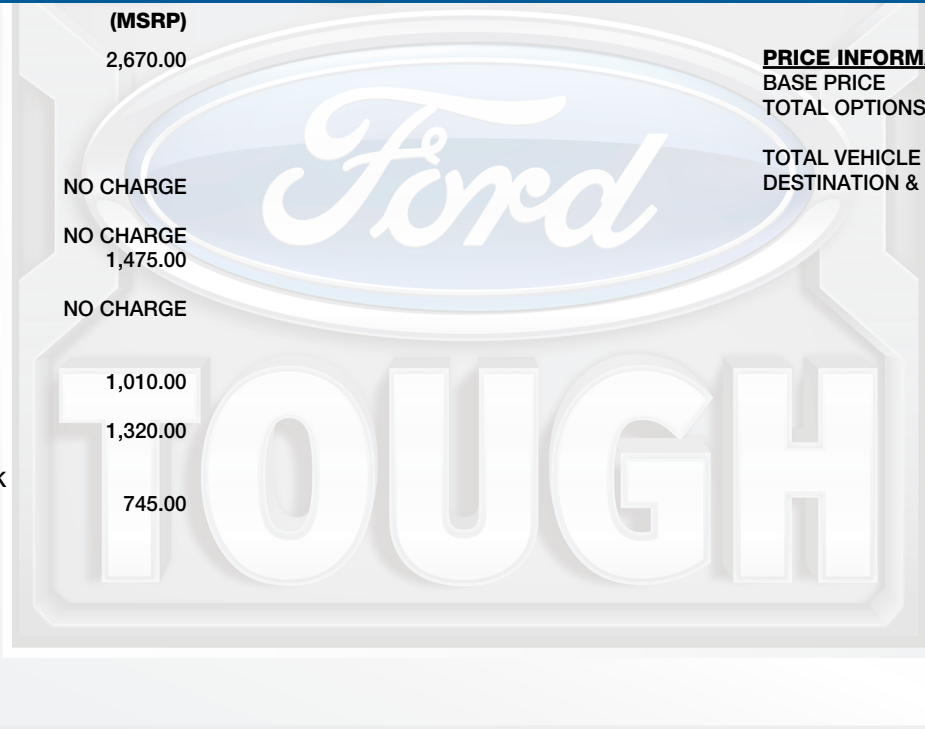 (MSRP)
2,670.00
NO CHARGE
NO CHARGE
1,475.00
NO CHARGE
1,010.00
1,320.00
K
745.00
PRICE INFORMA
BASE PRICE
TOTAL OPTIONS
TOTAL VEHICLE
DESTINATION &
Ford
TOUGH